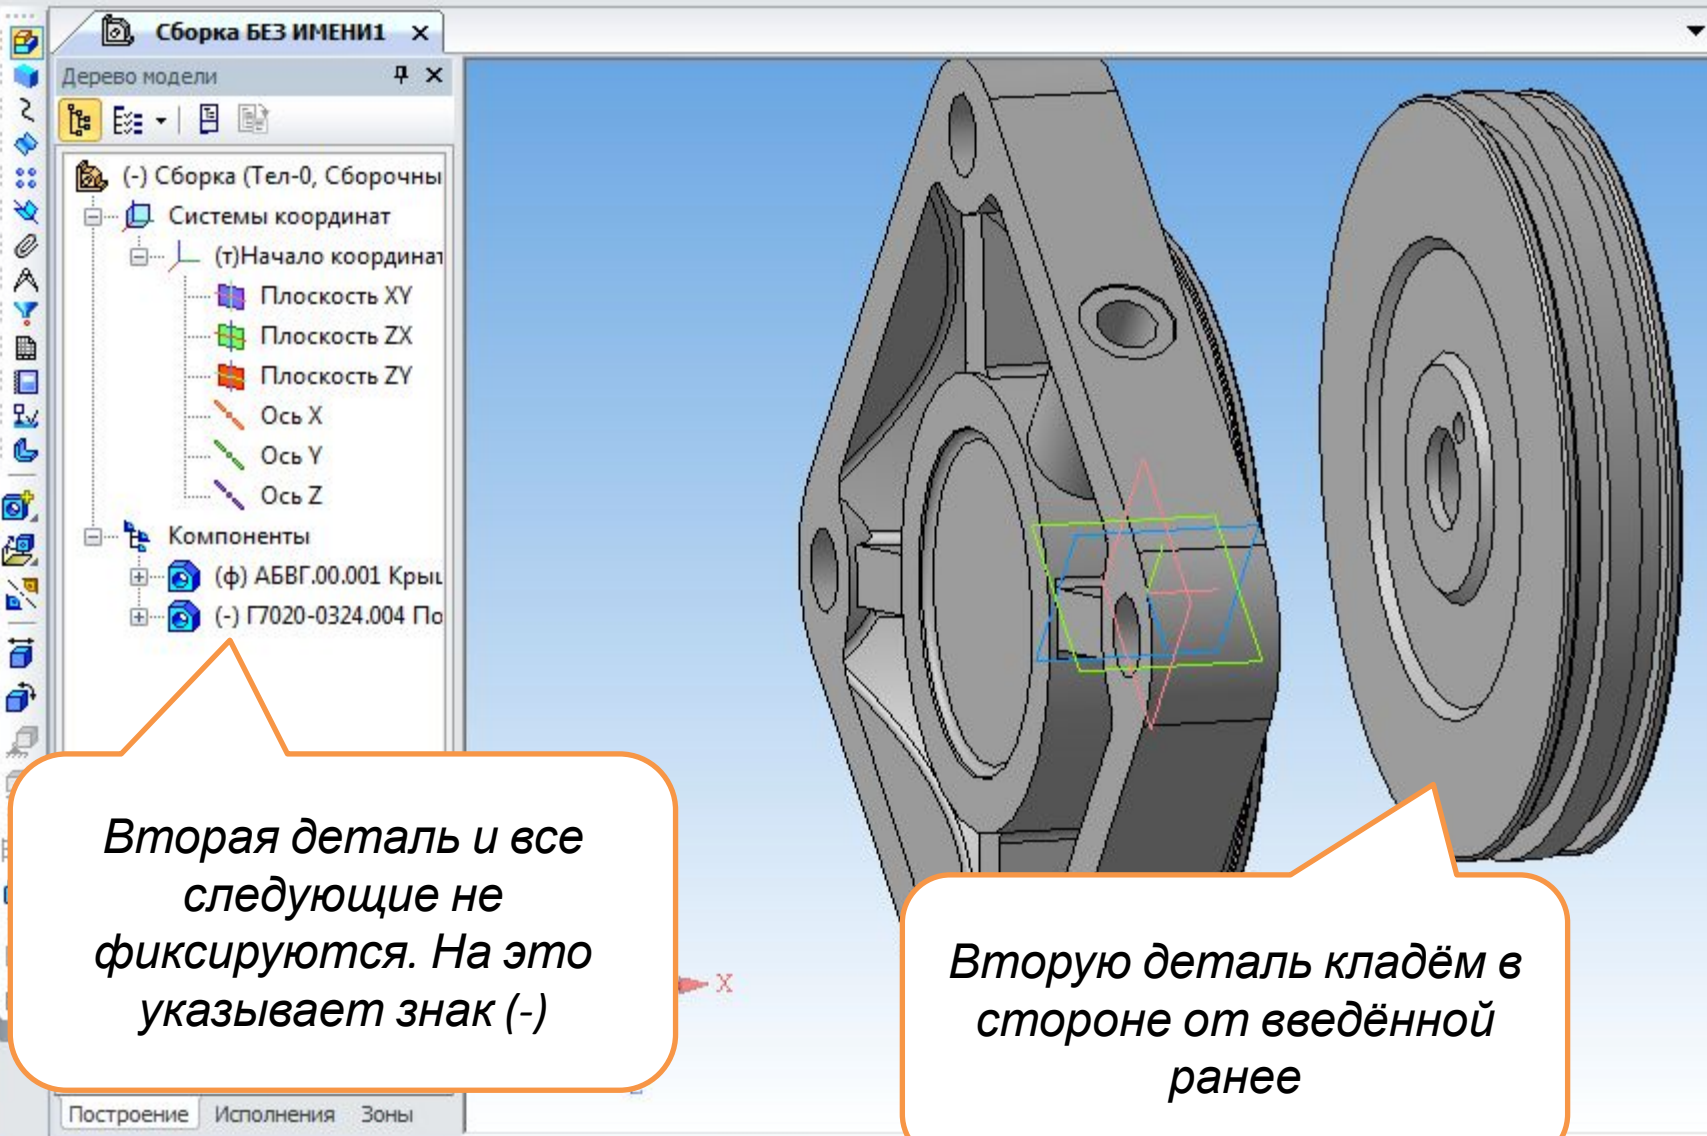 Сборка БЕЗ ИМЕНИ1
Дерево модели
(-) Сборка (Тел-0, Сборочны
Системы координат
(т)Начало координат
Плоскость XY
Плоскость ZX
Плоскость ZY
Ось X
Ось Y
Ось Z
Компоненты
(ф) АБВГ.00.001 Крыш
(-) Г7020-0324.004 По
Вторая деталь и все
следующие не
фиксируются. На это
указывает знак (-)
X
Вторую деталь кладём в
стороне от введённой
ранее
Построение Исполнения Зоны